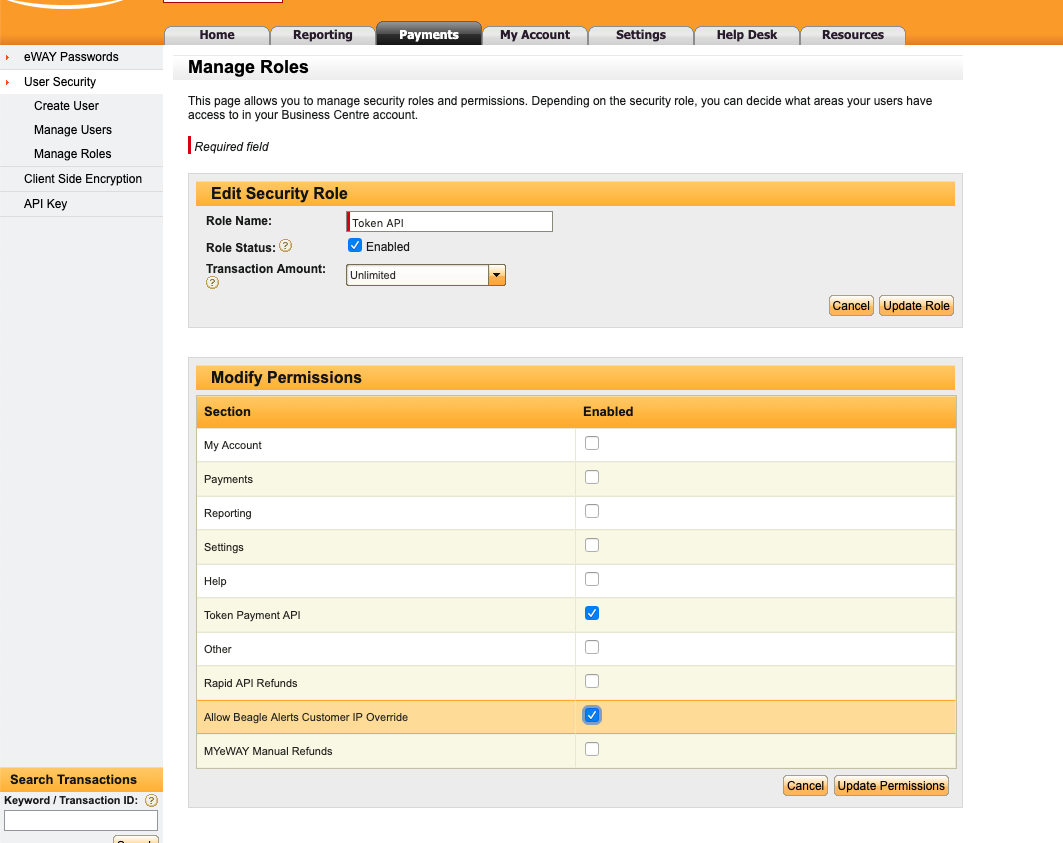 Home
Reporting
Payments
My Account
Settings
Help Desk
Resources
eWAY Passwords
User Security
Create User
Manage Users
Manage Roles
Client Side Encryption
API Key
Manage Roles
This page allows you to manage security roles and permissions. Depending on the security role, you can decide what areas your users have
access to in your Business Centre account.
Required field
Edit Security Role
Role Name:
Token API
Role Status: ?
Enabled
Transaction Amount:
?
Unlimited
Cancel
Update Role
Modify Permissions
Section
Enabled
My Account
Payments
Reporting
Settings
Help
Token Payment API
Other
Rapid API Refunds
Allow Beagle Alerts Customer IP Override
MYeWAY Manual Refunds
Cancel
Update Permissions
Search Transactions
Keyword / Transaction ID: ?